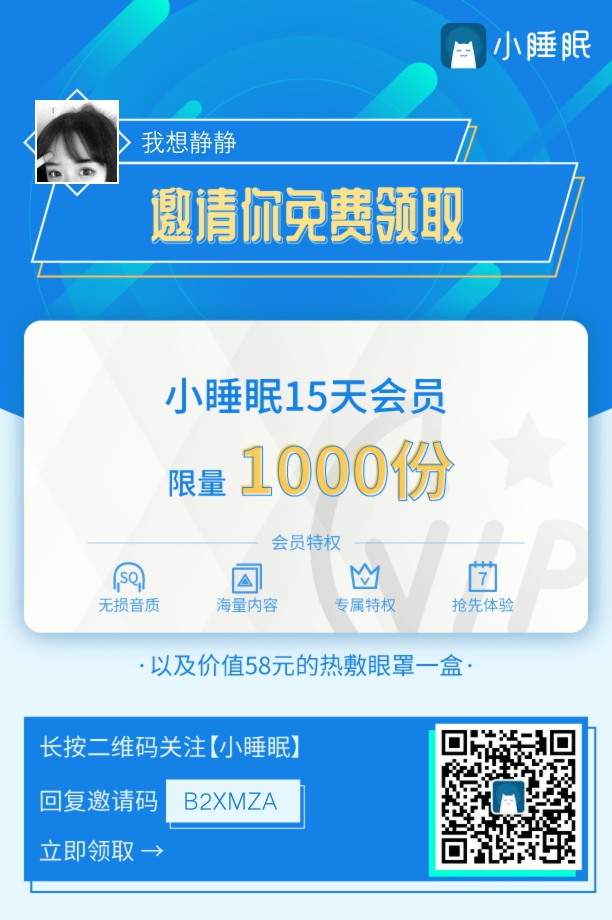 小睡眠
我想静静
邀请你免费领取
小睡眠15天会员
限量 1000份
会员特权
SQ
7
无损音质 海量内容 专属特权 抢先体验
VIP
·以及价值58元的热敷眼罩一盒·
长按二维码关注【小睡眠】
回复邀请码 B2XMZA
立即领取 →